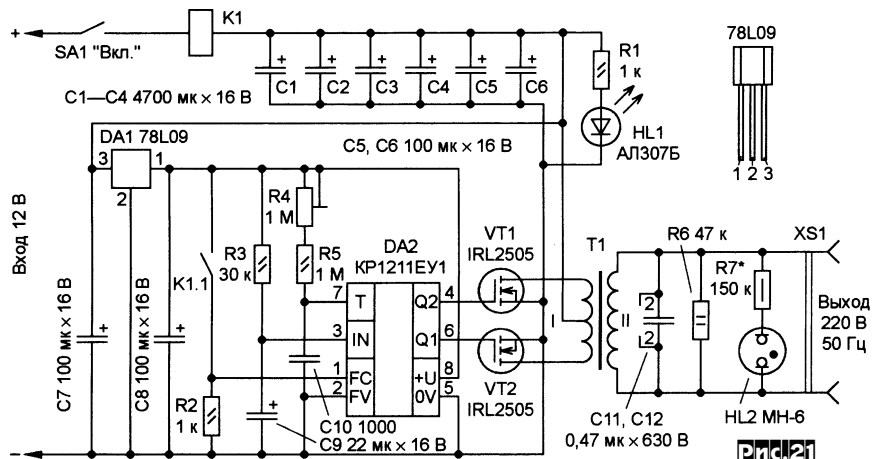 +
SA1 "Вкл."
K1
C1
C2
C3
C4
C5
C6
+
+
+
+
+
+
R1
1 к
78L09
1 2 3
C1—C4 4700 мк × 16 В
C5, C6 100 мк × 16 В
HL1
АЛ307Б
DA1 78L09
3
1
2
Вход 12 В
C7 100 мк × 16 В
+
C8 100 мк × 16 В
+
K1.1
R2
1 к
R3
30 к
R4
1 М
R5
1 М
DA2
КР1211ЕУ1
7
T
3
IN
1
FC
2
FV
Q2
4
Q1
6
+U
8
0V
5
C10 1000
+
C9 22 мк × 16 В
VT1
IRL2505
VT2
IRL2505
T1
I
II
2
2
C11, C12
0,47 мк × 630 В
R6 47 к
R7*
150 к
HL2 МН-6
XS1
Выход
220 В
50 Гц
–
Рис.21